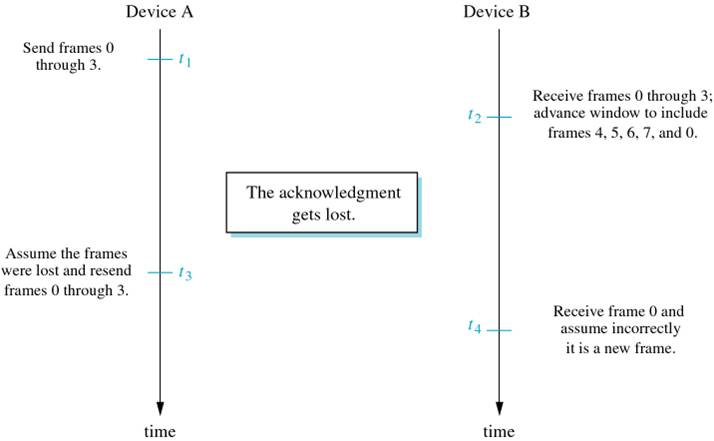 Device A
Device B
Send frames 0
through 3.
t1
Receive frames 0 through 3;
advance window to include
frames 4, 5, 6, 7, and 0.
t2
The acknowledgment
gets lost.
Assume the frames
were lost and resend
frames 0 through 3.
t3
t4
Receive frame 0 and
assume incorrectly
it is a new frame.
time
time